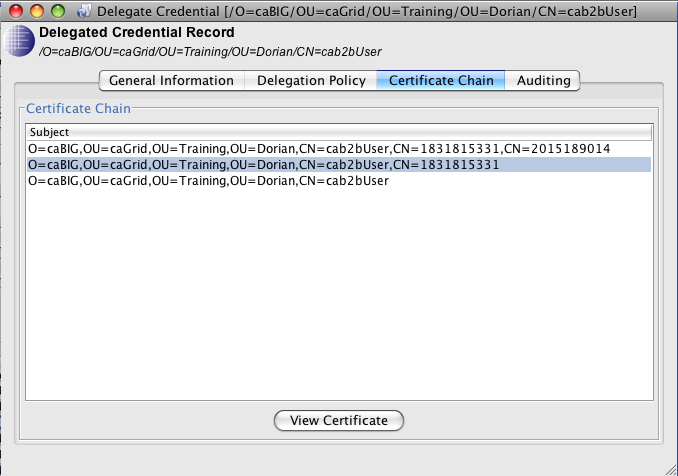 Delegate Credential [/O=caBIG/OU=caGrid/OU=Training/OU=Dorian/CN=cab2bUser]
Delegated Credential Record
/O=caBIG/OU=caGrid/OU=Training/OU=Dorian/CN=cab2bUser
General Information Delegation Policy Certificate Chain Auditing
Certificate Chain
Subject
O=caBIG,OU=caGrid,OU=Training,OU=Dorian,CN=cab2bUser,CN=1831815331,CN=2015189014
O=caBIG,OU=caGrid,OU=Training,OU=Dorian,CN=cab2bUser,CN=1831815331
O=caBIG,OU=caGrid,OU=Training,OU=Dorian,CN=cab2bUser
View Certificate